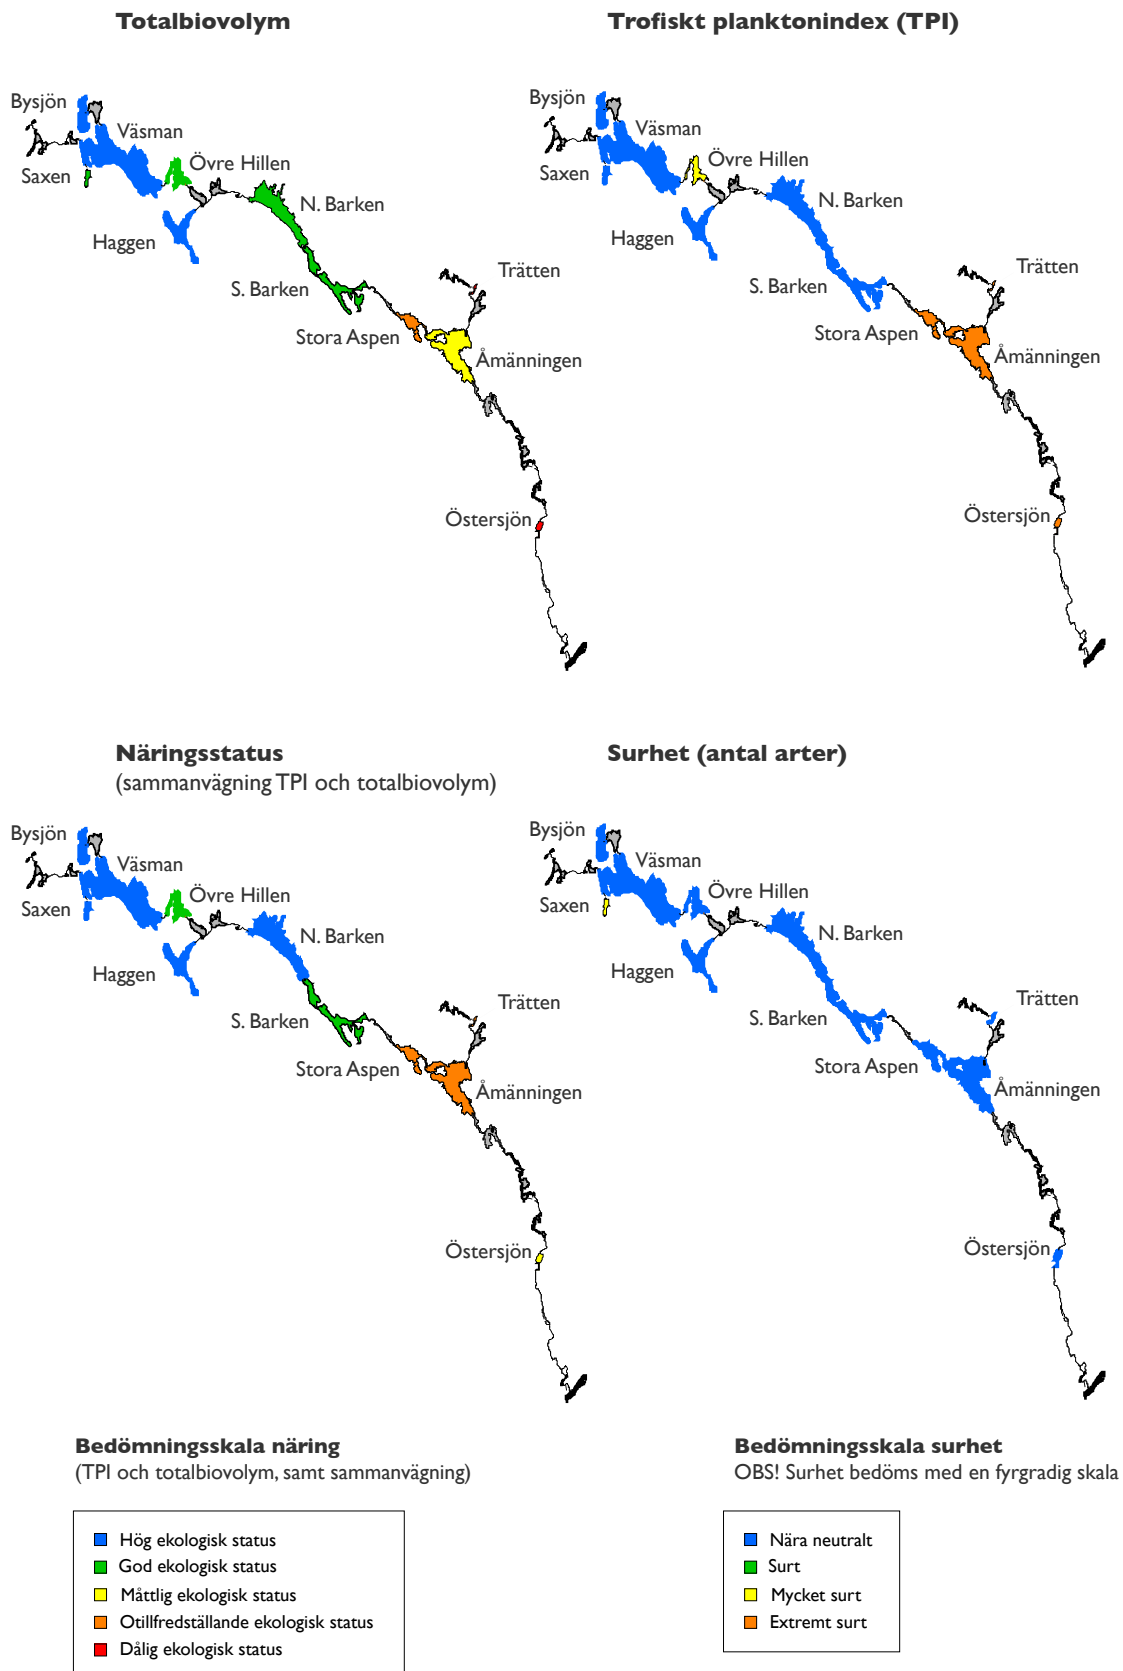 Totalbiovolym
Bysjön
Väsman
Saxen
Övre Hillen
N. Barken
Haggen
S. Barken
Trätten
Stora Aspen
Åmänningen
Östersjön
Trofiskt planktonindex (TPI)
Bysjön
Väsman
Saxen
Övre Hillen
N. Barken
Haggen
S. Barken
Trätten
Stora Aspen
Åmänningen
Östersjön
Näringsstatus
(sammanvägning TPI och totalbiovolym)
Bysjön
Väsman
Saxen
Övre Hillen
N. Barken
Haggen
S. Barken
Trätten
Stora Aspen
Åmänningen
Östersjön
Surhet (antal arter)
Bysjön
Väsman
Saxen
Övre Hillen
N. Barken
Haggen
S. Barken
Trätten
Stora Aspen
Åmänningen
Östersjön
Bedömningsskala näring
(TPI och totalbiovolym, samt sammanvägning)
Hög ekologisk status
God ekologisk status
Måttlig ekologisk status
Otillfredställande ekologisk status
Dålig ekologisk status
Bedömningsskala surhet
OBS! Surhet bedöms med en fyrgradig skala
Nära neutralt
Surt
Mycket surt
Extremt surt